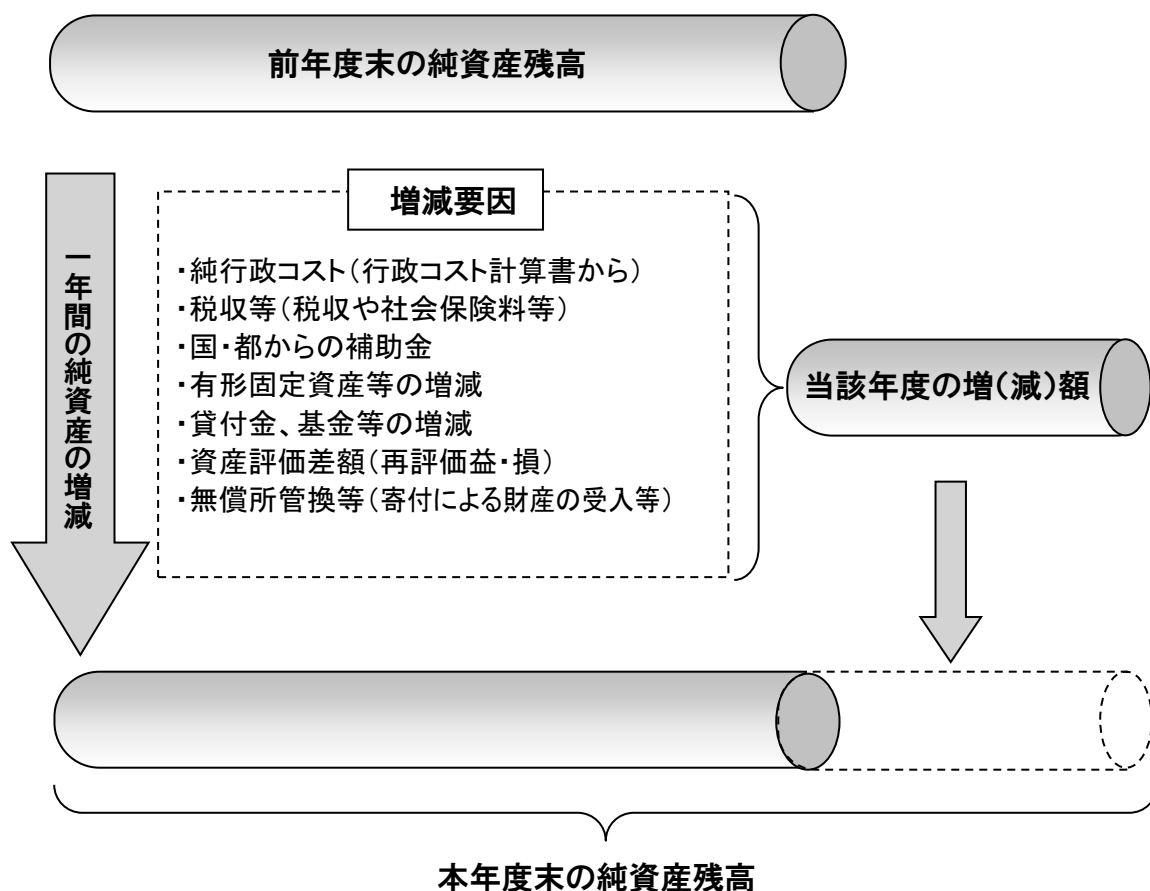 前年度末の純資産残高
増減要因
一年間の純資産の増減
・純行政コスト（行政コスト計算書から）
・税収等（税収や社会保険料等）
・国・都からの補助金
・有形固定資産等の増減
・貸付金、基金等の増減
・資産評価差額（再評価益・損）
・無償所管換等（寄付による財産の受入等）
当該年度の増（減）額
本年度末の純資産残高